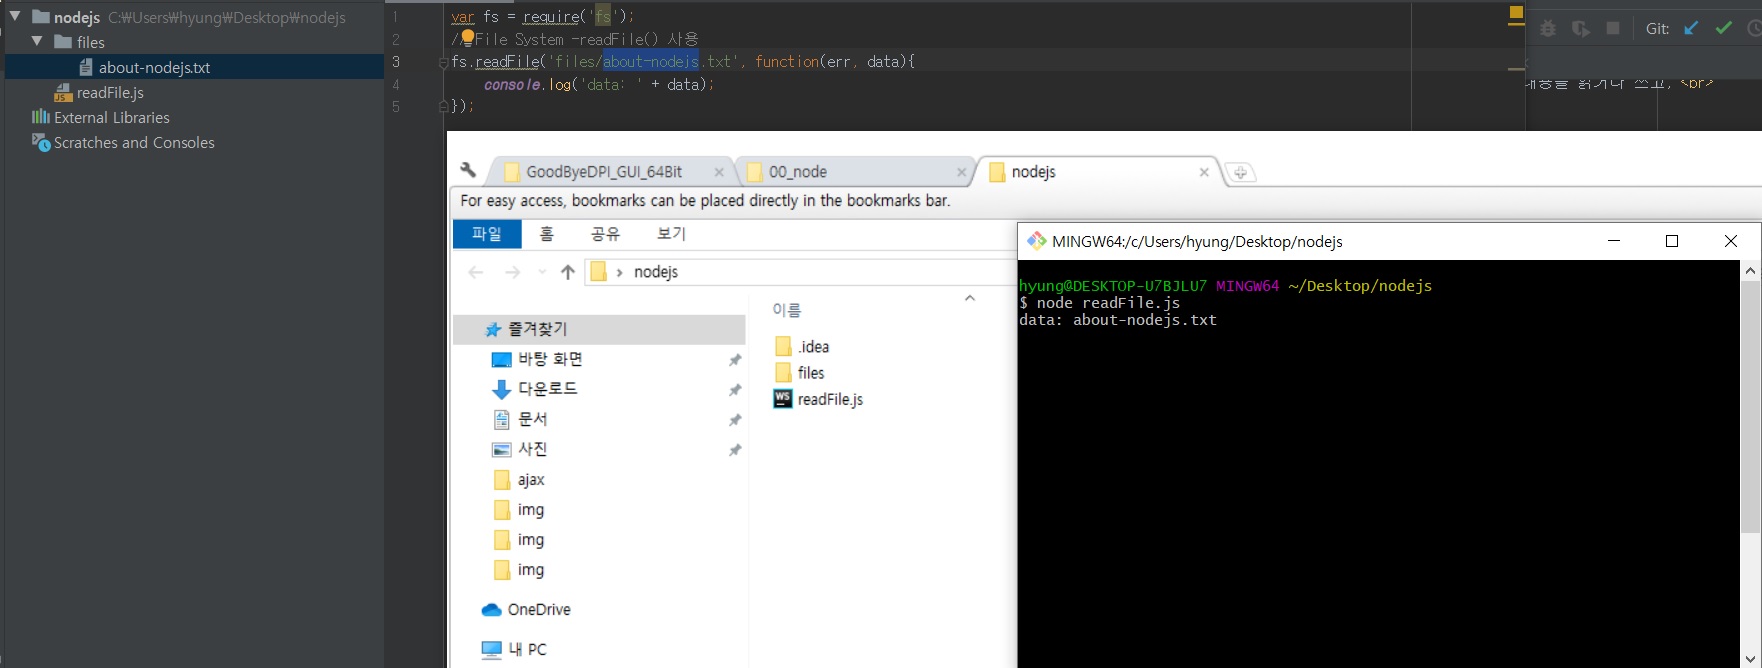 nodejs C:₩Users₩hyung₩Desktop₩nodejs
files
about-nodejs.txt
readFile.js
External Libraries
Scratches and Consoles
1 var fs = require('fs');
2 //File System -readFile() 사용
3 fs.readFile('files/about-nodejs.txt', function(err, data){
4 console.log('data: ' + data);
5 });
Git:
읽거나 쓰고, <br>
GoodByeDPI_GUI_64Bit
00_node
nodejs
For easy access, bookmarks can be placed directly in the bookmarks bar.
파일 홈 공유 보기
nodejs
이름
.idea
files
readFile.js
즐겨찾기
바탕 화면
다운로드
문서
사진
ajax
img
img
img
OneDrive
내 PC
MINGW64:/c/Users/hyung/Desktop/nodejs
hyung@DESKTOP-U7BJLU7 MINGW64 ~/Desktop/nodejs
$ node readFile.js
data: about-nodejs.txt